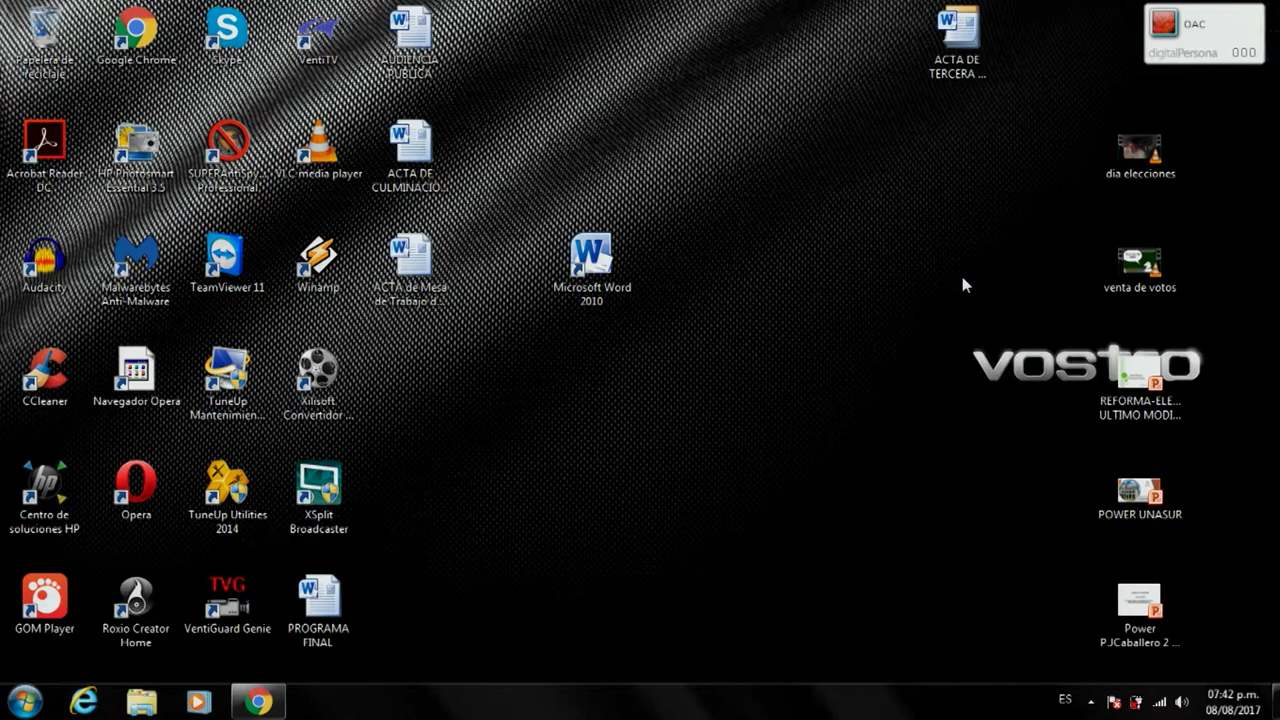 Papelera de
reciclaje
Google Chrome
Skype
VentiTV
AUDIENCIA
PUBLICA
ACTA DE
TERCERA ...
OAC
digitalPersona 000
Acrobat Reader
DC
HP Photosmart
Essential 3.5
SUPERAntiSpy...
Professional
VLC media player
ACTA DE
CULMINACIO...
dia elecciones
Audacity
Malwarebytes
Anti-Malware
TeamViewer 11
Winamp
ACTA de Mesa
de Trabajo d...
Microsoft Word
2010
venta de votos
vostro
CCleaner
Navegador Opera
TuneUp
Mantenimien...
Xilisoft
Convertidor ...
REFORMA-ELE...
ULTIMO MODI...
Centro de
soluciones HP
Opera
TuneUp Utilities
2014
XSplit
Broadcaster
POWER UNASUR
GOM Player
Roxio Creator
Home
TVG
VentiGuard Genie
PROGRAMA
FINAL
Power
P.JCaballero 2 ...
ES
07:42 p.m.
08/08/2017